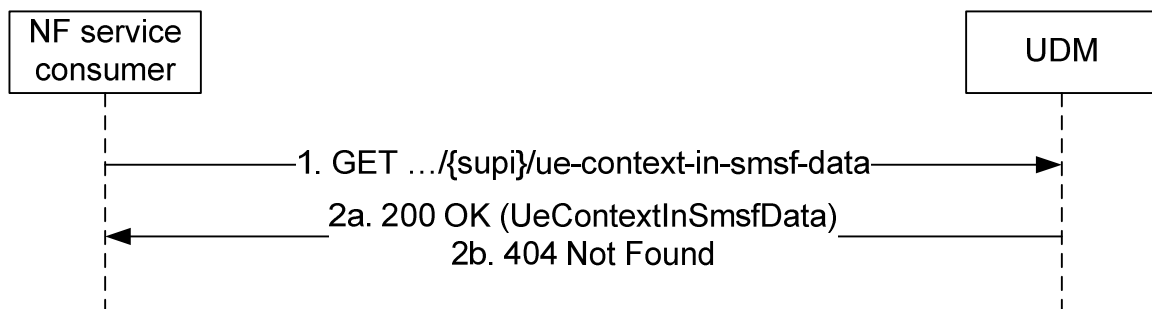 NF service
consumer
UDM
1. GET …/{supi}/ue-context-in-smsf-data
2a. 200 OK (UeContextInSmsfData)
2b. 404 Not Found